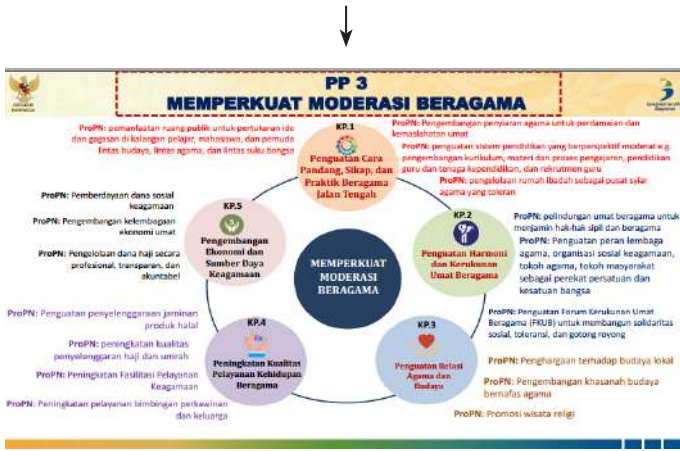 PP 3
MEMPERKUAT MODERASI BERAGAMA
ProPN: pemanfaatan ruang publik untuk pertukaran ide
dan gagasan di kalangan pelajar, mahasiswa, dan pemuda
lintas budaya, lintas agama, dan lintas suku bangsa
KP.1
Penguatan Cara
Pandang, Sikap, dan
Praktik Beragama
Jalan Tengah
ProPN: Pengembangan penyiaran agama untuk perdamaian dan
kemaslahatan umat
ProPN: penguatan sistem pendidikan yang berperspektif moderat e.g.
pengembangan kurikulum, materi dan proses pengajaran, pendidikan
guru dan tenaga kependidikan, dan rekrutmen guru
ProPN: pengelolaan rumah ibadah sebagai pusat syiar
agama yang toleran
ProPN: Pemberdayaan dana sosial
keagamaan
ProPN: Pengembangan kelembagaan
ekonomi umat
ProPN: Pengelolaan dana haji secara
profesional, transparan, dan
akuntabel
KP.5
Pengembangan
Ekonomi dan
Sumber Daya
Keagamaan
MEMPERKUAT
MODERASI
BERAGAMA
KP.2
Penguatan Harmoni
dan Kerukunan
Umat Beragama
ProPN: pelindungan umat beragama untuk
menjamin hak-hak sipil dan beragama
ProPN: Penguatan peran lembaga
agama, organisasi sosial keagamaan,
tokoh agama, tokoh masyarakat
sebagai perekat persatuan dan
kesatuan bangsa
ProPN: Penguatan Forum Kerukunan Umat
Beragama (FKUB) untuk membangun solidaritas
sosial, toleransi, dan gotong royong
ProPN: Penguatan penyelenggaraan jaminan
produk halal
ProPN: peningkatan kualitas
penyelenggaran haji dan umrah
ProPN: Peningkatan Fasilitasi Pelayanan
Keagamaan
ProPN: Peningkatan pelayanan bimbingan perkawinan
dan keluarga
KP.4
Peningkatan Kualitas
Pelayanan Kehidupan
Beragama
KP.3
Penguatan Relasi
Agama dan
Budaya
ProPN: Penghargaan terhadap budaya lokal
ProPN: Pengembangan khasanah budaya
bernafas agama
ProPN: Promosi wisata religi